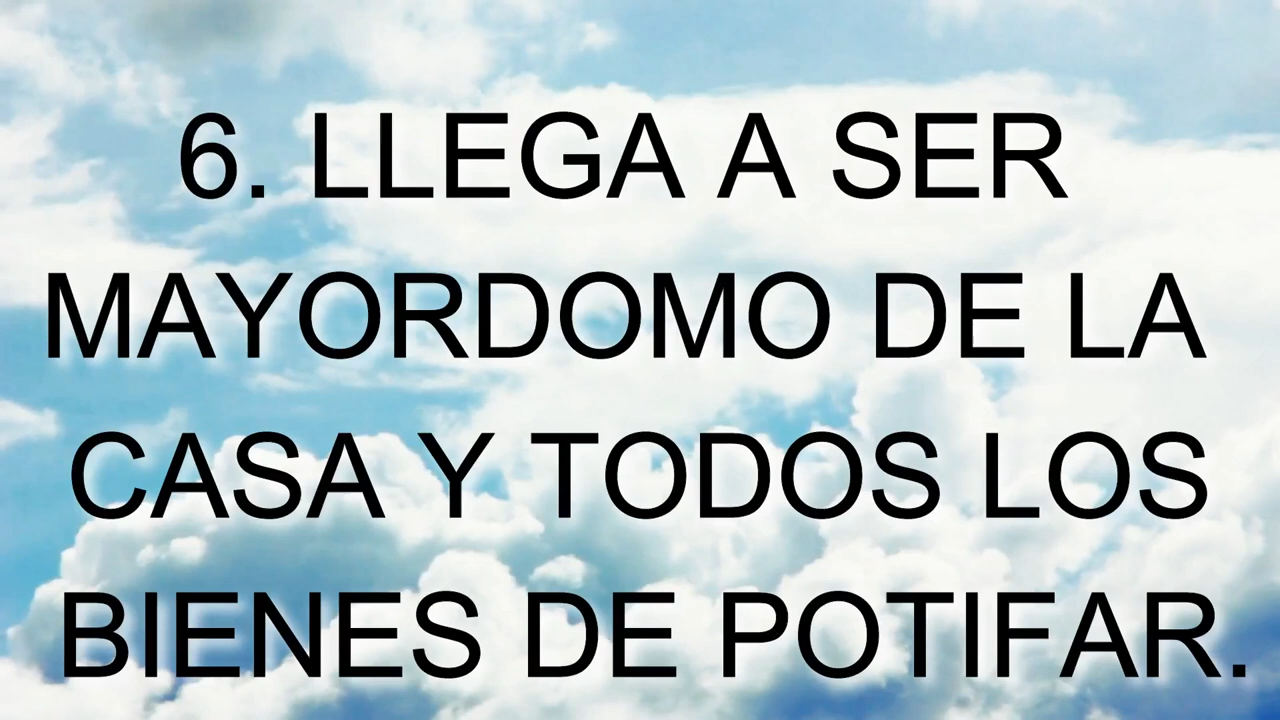 6. LLEGA A SER
MAYORDOMO DE LA
CASA Y TODOS LOS
BIENES DE POTIFAR.